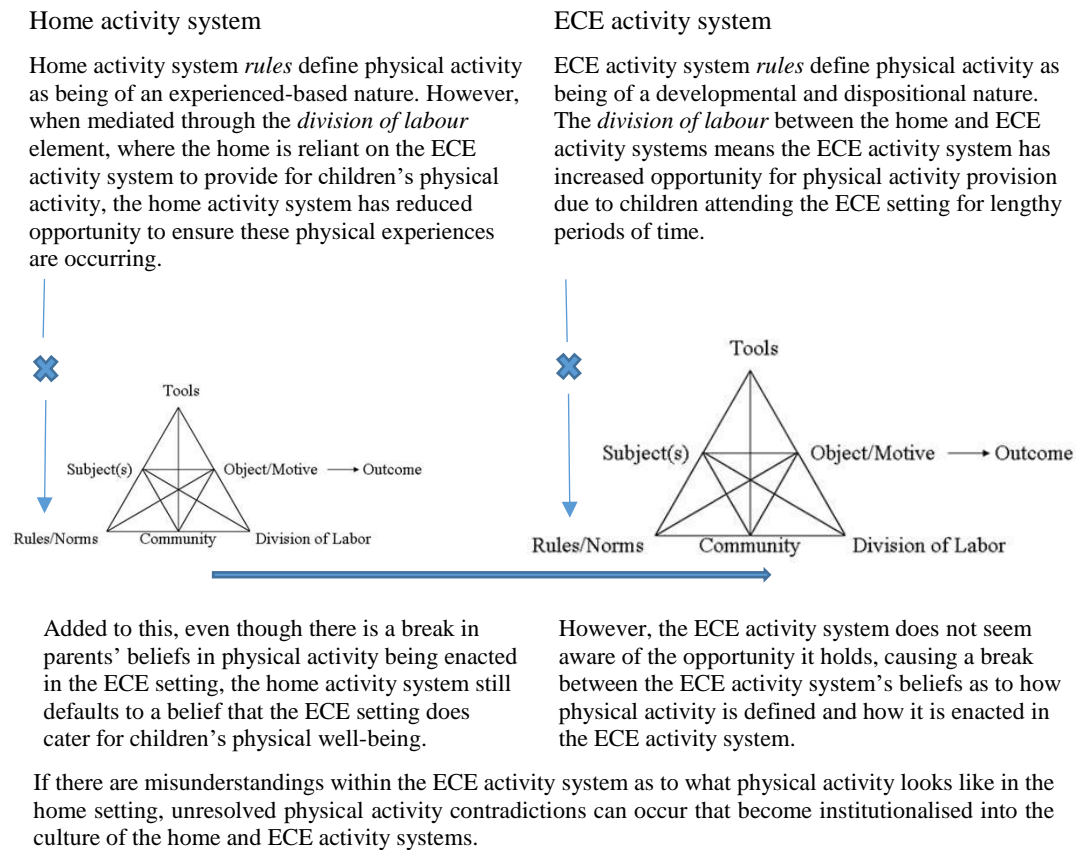 Home activity system
Home activity system rules define physical activity
as being of an experienced-based nature. However,
when mediated through the division of labour
element, where the home is reliant on the ECE
activity system to provide for children's physical
activity, the home activity system has reduced
opportunity to ensure these physical experiences
are occurring.
ECE activity system
ECE activity system rules define physical activity as
being of a developmental and dispositional nature.
The division of labour between the home and ECE
activity systems means the ECE activity system has
increased opportunity for physical activity provision
due to children attending the ECE setting for lengthy
periods of time.
Tools
Subject(s)
Object/Motive
Outcome
Rules/Norms
Community
Division of Labor
Tools
Subject(s)
Object/Motive
Outcome
Rules/Norms
Community
Division of Labor
Added to this, even though there is a break in
parents' beliefs in physical activity being enacted
in the ECE setting, the home activity system still
defaults to a belief that the ECE setting does
cater for children's physical well-being.
However, the ECE activity system does not seem
aware of the opportunity it holds, causing a break
between the ECE activity system's beliefs as to how
physical activity is defined and how it is enacted in
the ECE activity system.
If there are misunderstandings within the ECE activity system as to what physical activity looks like in the
home setting, unresolved physical activity contradictions can occur that become institutionalised into the
culture of the home and ECE activity systems.